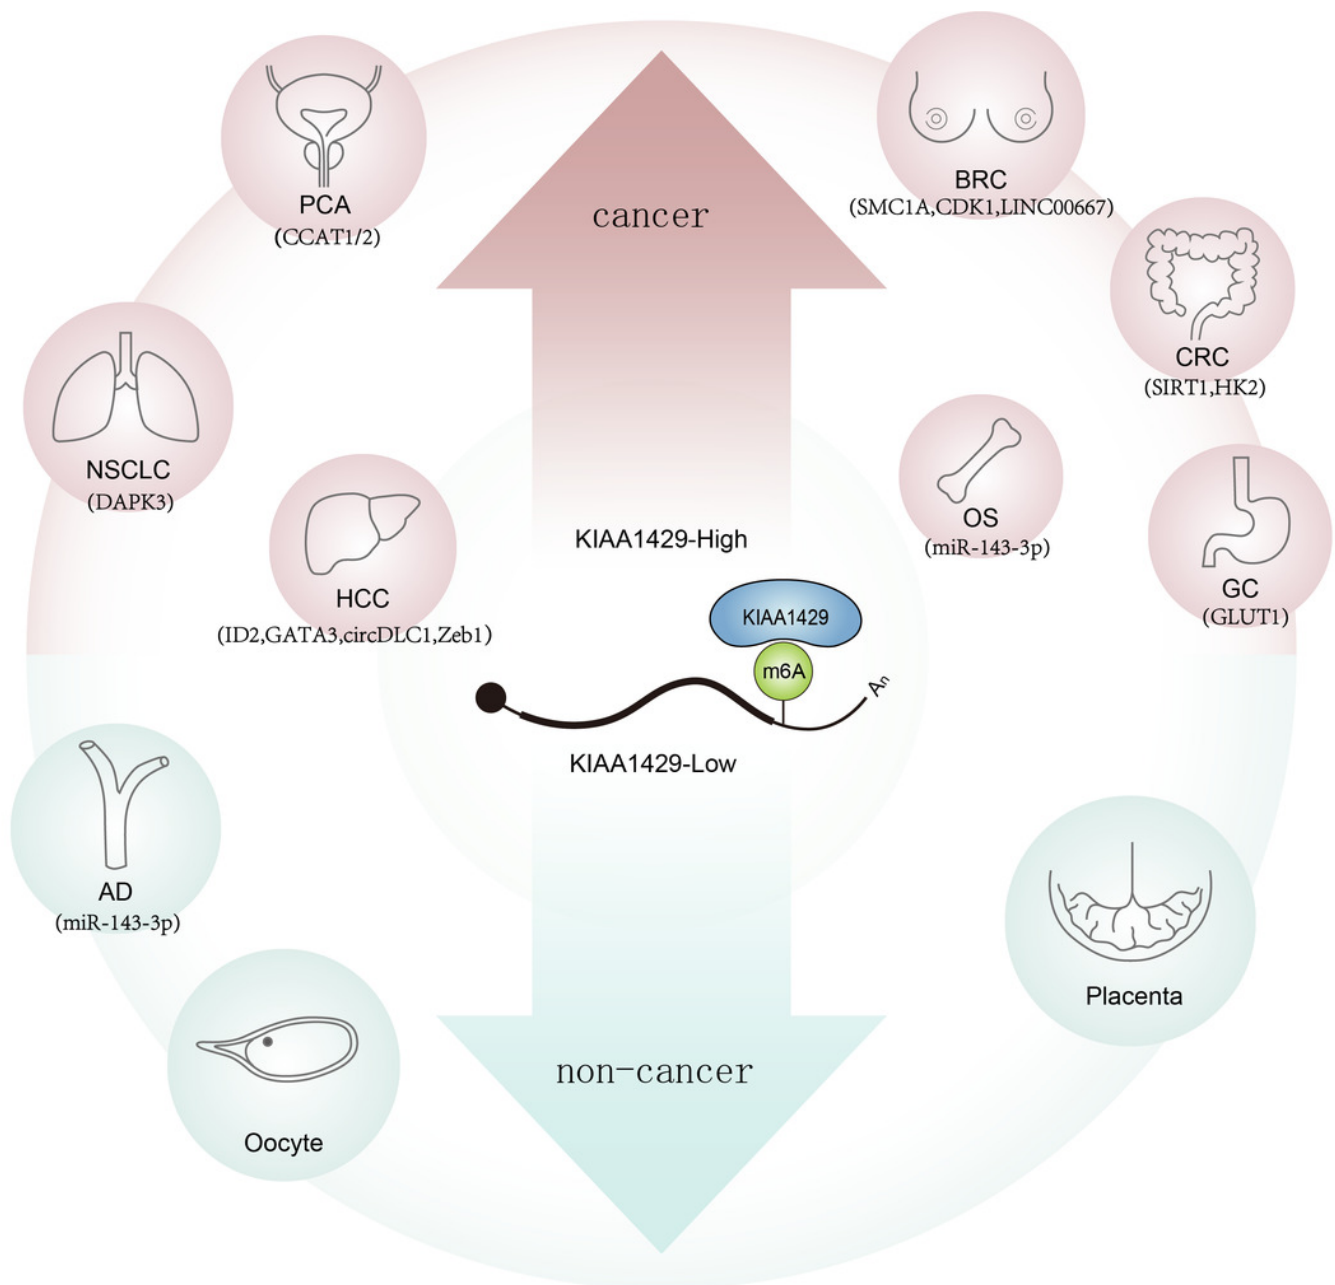 PCA
(CCAT1/2)
cancer
BRC
(SMC1A,CDK1,LINC00667)
CRC
(SIRT1,HK2)
NSCLC
(DAPK3)
HCC
(ID2,GATA3,circDLC1,Zeb1)
KIAA1429-High
OS
(miR-143-3p)
GC
(GLUT1)
KIAA1429
m6A
An
KIAA1429-Low
AD
(miR-143-3p)
Placenta
non-cancer
Oocyte